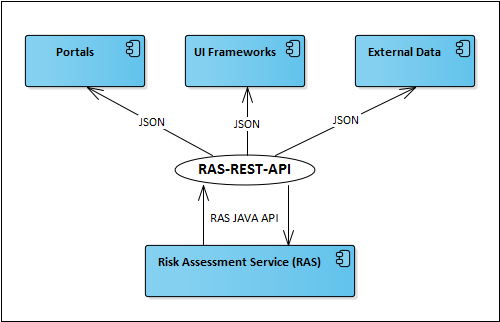 Portals
UI Frameworks
External Data
JSON
JSON
JSON
RAS-REST-API
RAS JAVA API
Risk Assessment Service (RAS)